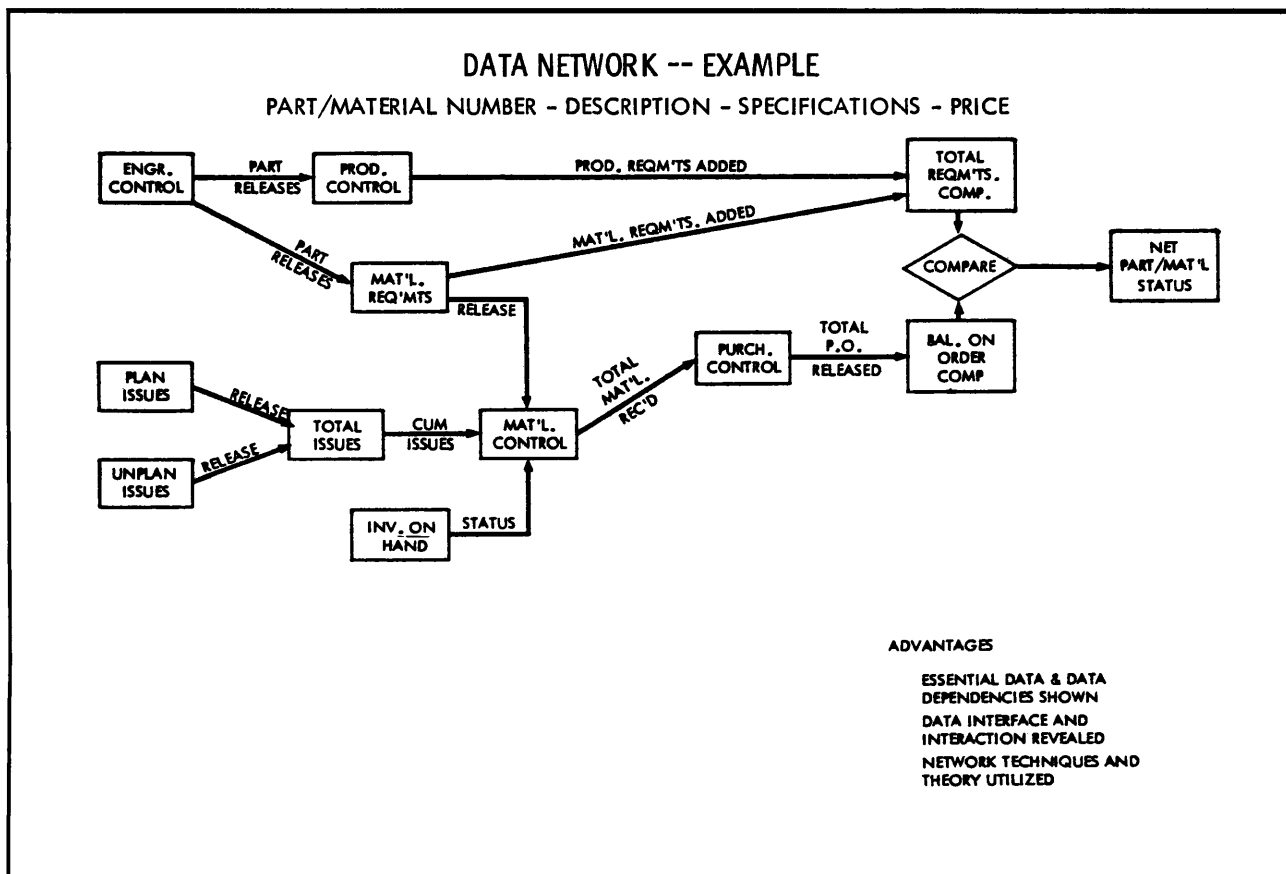 DATA NETWORK -- EXAMPLE
PART/MATERIAL NUMBER - DESCRIPTION - SPECIFICATIONS - PRICE
ENGR.
CONTROL
PART
RELEASES
PROD.
CONTROL
PROD. REQM'TS ADDED
TOTAL
REQM'TS.
COMP.
PART
RELEASES
MAT'L.
REQ'MTS
MAT'L. REQM'TS. ADDED
RELEASE
COMPARE
NET
PART/MAT'L
STATUS
PLAN
ISSUES
RELEASE
UNPLAN
ISSUES
RELEASE
TOTAL
ISSUES
CUM
ISSUES
MAT'L.
CONTROL
TOTAL
MAT'L.
REC'D
PURCH.
CONTROL
TOTAL
P.O.
RELEASED
BAL. ON
ORDER
COMP
INV. ON
HAND
STATUS
ADVANTAGES
ESSENTIAL DATA & DATA
DEPENDENCIES SHOWN
DATA INTERFACE AND
INTERACTION REVEALED
NETWORK TECHNIQUES AND
THEORY UTILIZED